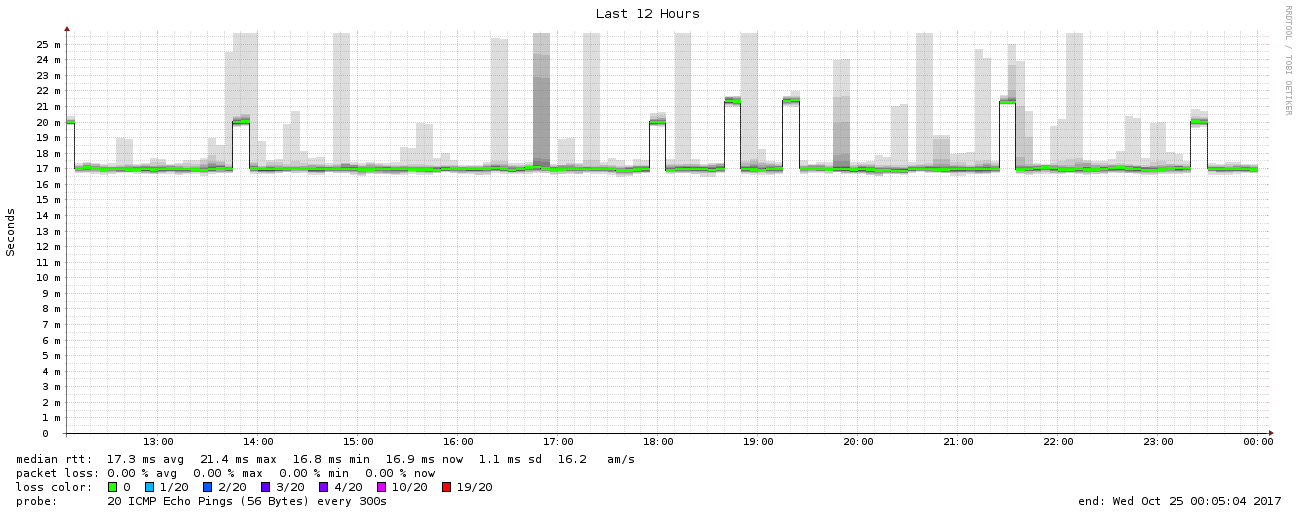 Last 12 Hours
RRDTOOL / TOBI OETIKER
Seconds
25 m
24 m
23 m
22 m
21 m
20 m
19 m
18 m
17 m
16 m
15 m
14 m
13 m
12 m
11 m
10 m
9 m
8 m
7 m
6 m
5 m
4 m
3 m
2 m
1 m
0
13:00 14:00 15:00 16:00 17:00 18:00 19:00 20:00 21:00 22:00 23:00 00:00
median rtt: 17.3 ms avg 21.4 ms max 16.8 ms min 16.9 ms now 1.1 ms sd 16.2 am/s
packet loss: 0.00 % avg 0.00 % max 0.00 % min 0.00 % now
loss color: 0 1/20 2/20 3/20 4/20 10/20 19/20
probe: 20 ICMP Echo Pings (56 Bytes) every 300s end: Wed Oct 25 00:05:04 2017